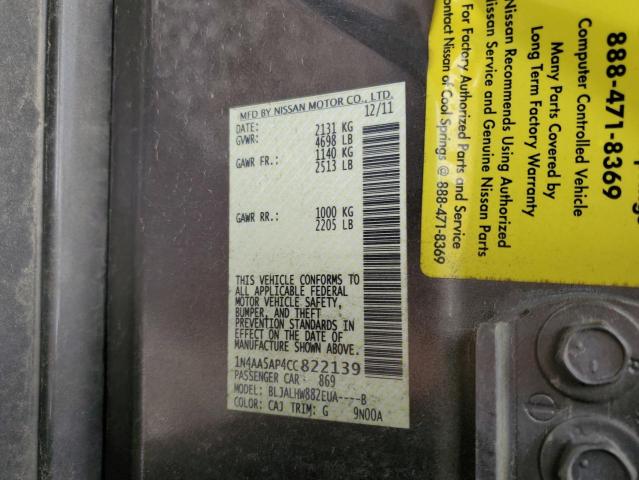 MFD BY NISSAN MOTOR CO., LTD.
DATE: 12/11
GVWR: 2131 KG
4698 LB
GAWR FR.: 1140 KG
2513 LB
GAWR RR.: 1000 KG
2205 LB
THIS VEHICLE CONFORMS TO
ALL APPLICABLE FEDERAL
MOTOR VEHICLE SAFETY,
BUMPER, AND THEFT
PREVENTION STANDARDS IN
EFFECT ON THE DATE OF
MANUFACTURE SHOWN ABOVE.
1N4AA5AP4CC822139
PASSENGER CAR 869
MODEL: BLJALHW882EUA----B
COLOR: CAJ TRIM: G 9N00A
888-471-8369
Computer Controlled Vehicle
Many Parts Covered by
Long Term Factory Warranty
Nissan Recommends Using Authorized
Nissan Service and Genuine Nissan Parts
For Factory Authorized Parts and Service
Contact Nissan of Cool Springs @ 888-471-8369